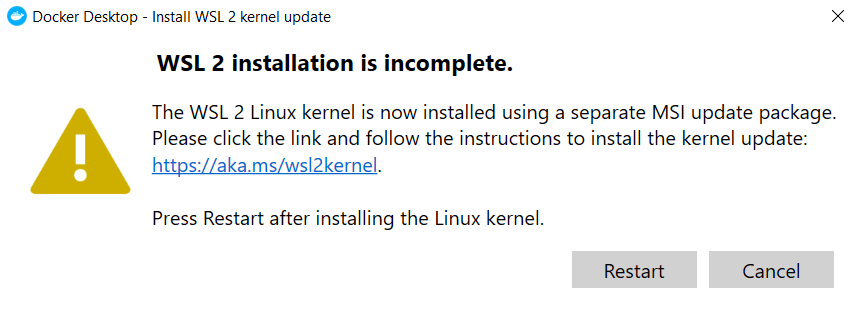 Docker Desktop - Install WSL 2 kernel update
WSL 2 installation is incomplete.
The WSL 2 Linux kernel is now installed using a separate MSI update package.
Please click the link and follow the instructions to install the kernel update:
https://aka.ms/wsl2kernel.
Press Restart after installing the Linux kernel.
Restart
Cancel